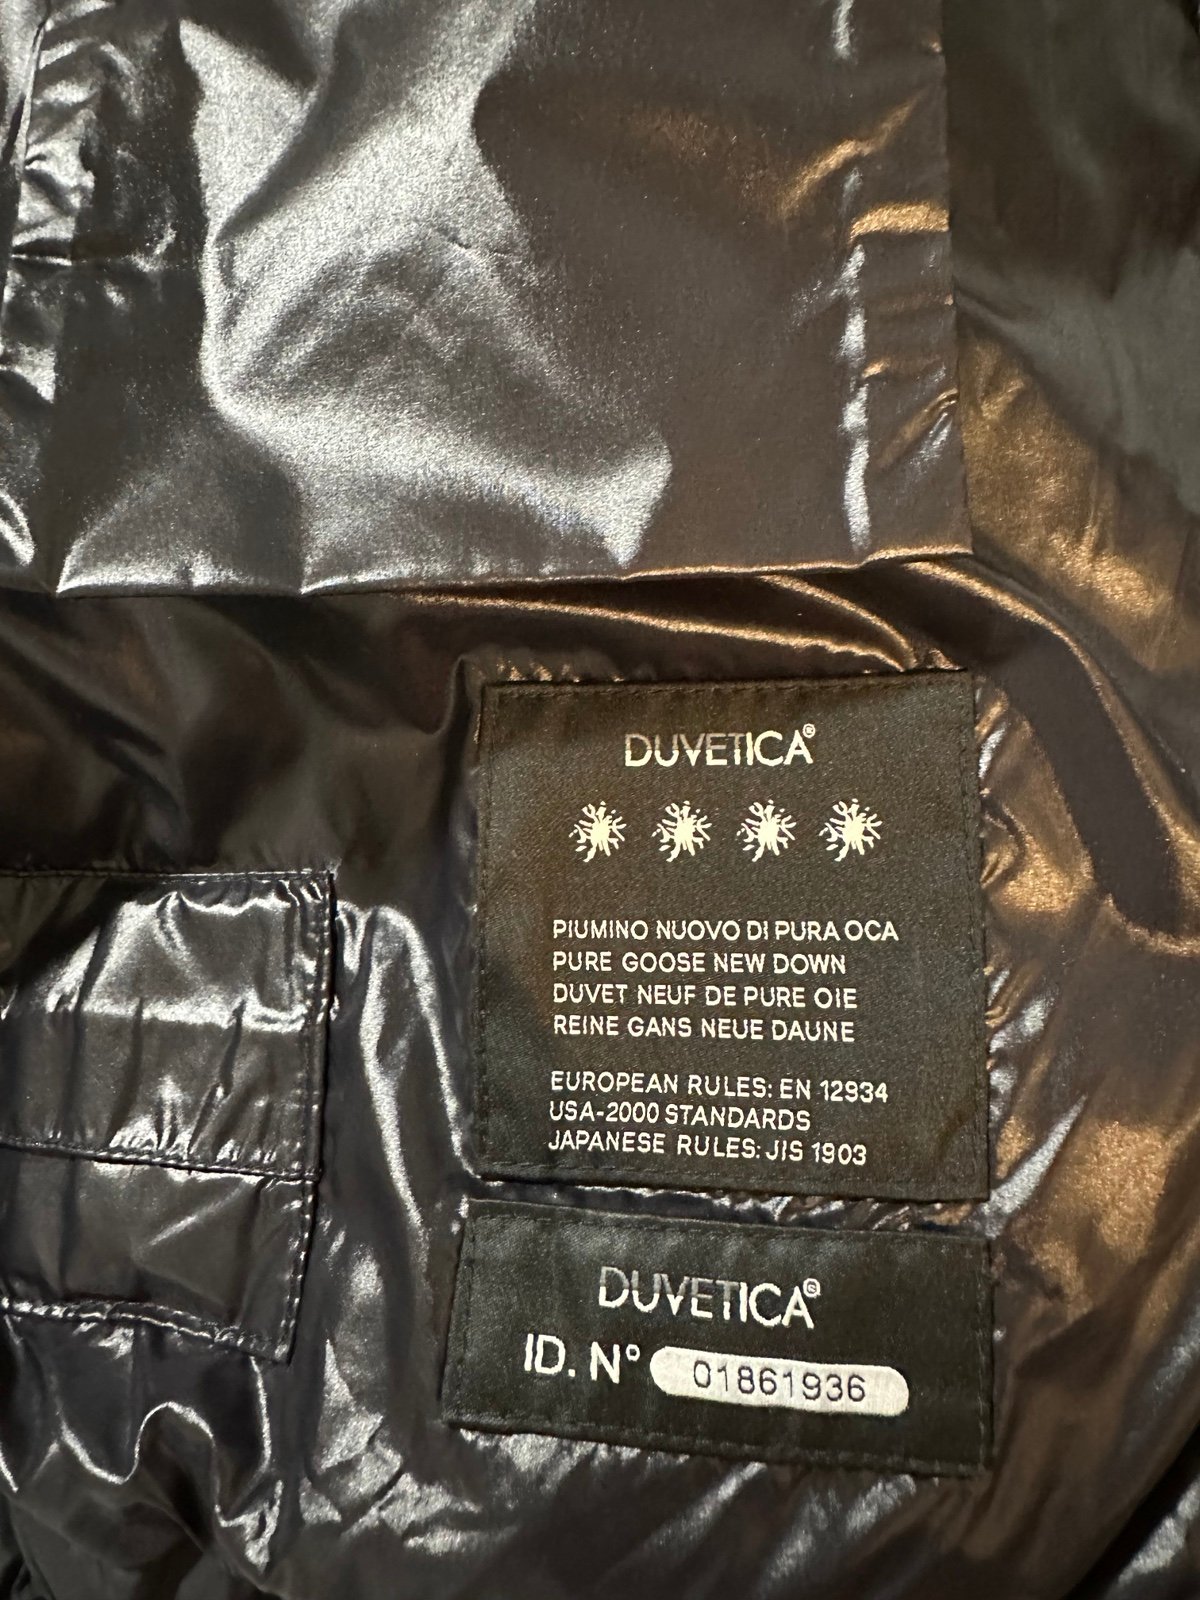 DUVETICA®
PIUMINO NUOVO DI PURA OCA
PURE GOOSE NEW DOWN
DUVET NEUF DE PURE OIE
REINE GANS NEUE DAUNE
EUROPEAN RULES: EN 12934
USA-2000 STANDARDS
JAPANESE RULES: JIS 1903
DUVETICA®
ID. N° 01861936